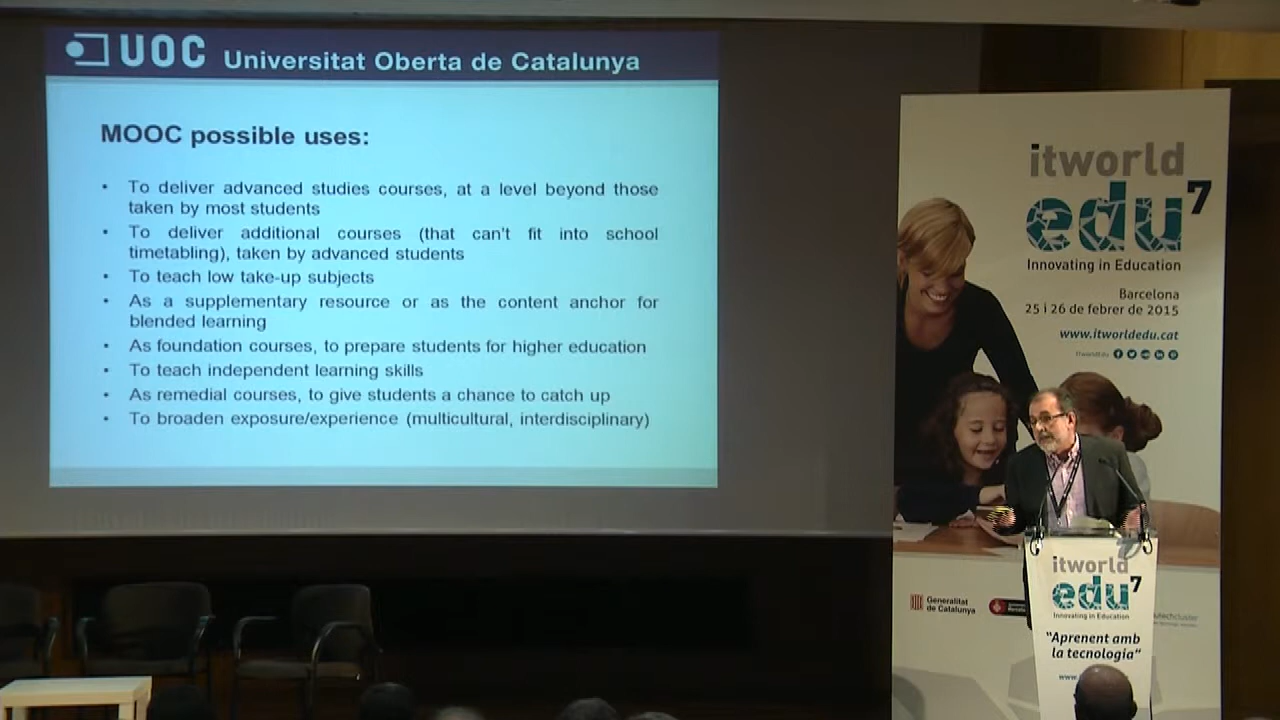 UOC Universitat Oberta de Catalunya
MOOC possible uses:
• To deliver advanced studies courses, at a level beyond those
taken by most students
• To deliver additional courses (that can't fit into school
timetabling), taken by advanced students
• To teach low take-up subjects
• As a supplementary resource or as the content anchor for
blended learning
• As foundation courses, to prepare students for higher education
• To teach independent learning skills
• As remedial courses, to give students a chance to catch up
• To broaden exposure/experience (multicultural, interdisciplinary)
itworld
edu7
Innovating in Education
Barcelona
25 i 26 de febrer de 2015
www.itworldedu.cat
Generalitat
de Catalunya
itworld
edu7
Innovating in Education
"Aprenent amb
la tecnologia"
www.